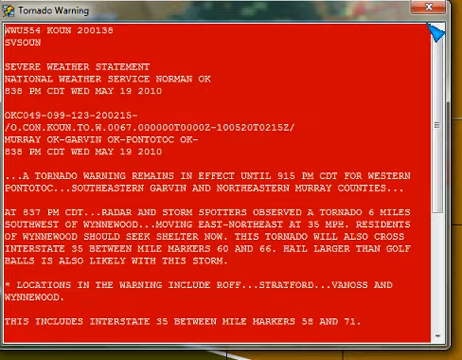 Tornado Warning
WWUS54 KOUN 200138
SVSOUN
SEVERE WEATHER STATEMENT
NATIONAL WEATHER SERVICE NORMAN OK
838 PM CDT WED MAY 19 2010
OKC049-099-123-200215-
/O.CON.KOUN.TO.W.0067.000000T0000Z-100520T0215Z/
MURRAY OK-GARVIN OK-PONTOTOC OK-
838 PM CDT WED MAY 19 2010
...A TORNADO WARNING REMAINS IN EFFECT UNTIL 915 PM CDT FOR WESTERN
PONTOTOC...SOUTHEASTERN GARVIN AND NORTHEASTERN MURRAY COUNTIES...
AT 837 PM CDT...RADAR AND STORM SPOTTERS OBSERVED A TORNADO 6 MILES
SOUTHWEST OF WYNNEWOOD...MOVING EAST-NORTHEAST AT 35 MPH. RESIDENTS
OF WYNNEWOOD SHOULD SEEK SHELTER NOW. THIS TORNADO WILL ALSO CROSS
INTERSTATE 35 BETWEEN MILE MARKERS 60 AND 66. HAIL LARGER THAN GOLF
BALLS IS ALSO LIKELY WITH THIS STORM.
* LOCATIONS IN THE WARNING INCLUDE ROFF...STRATFORD...VANOSS AND
WYNNEWOOD.
THIS INCLUDES INTERSTATE 35 BETWEEN MILE MARKERS 58 AND 71.